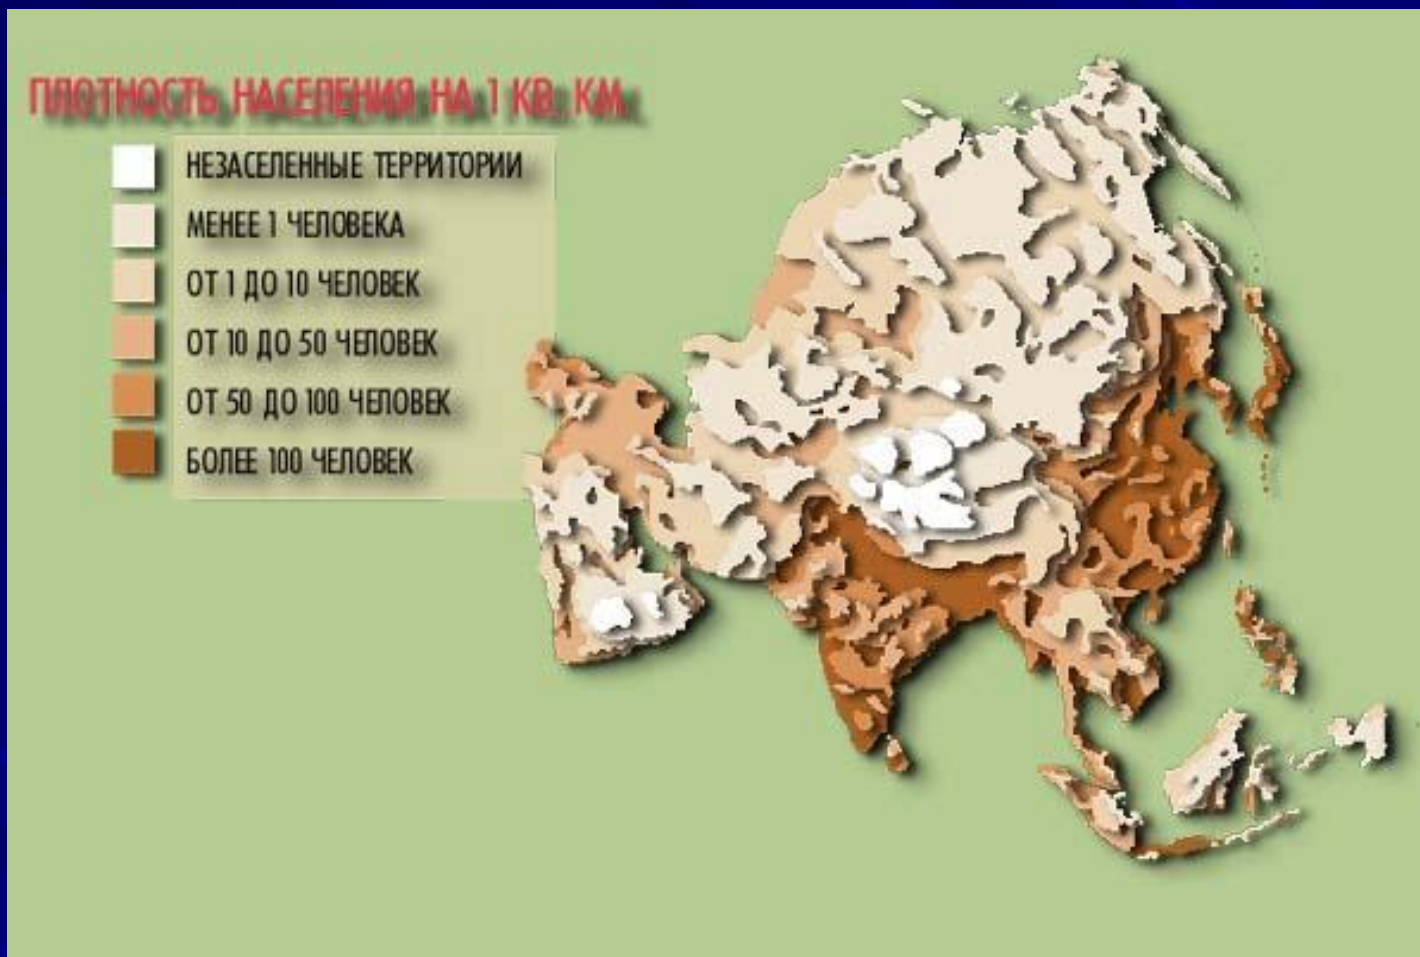 ПЛОТНОСТЬ НАСЕЛЕНИЯ НА 1 КВ. КМ.
НЕЗАСЕЛЕННЫЕ ТЕРРИТОРИИ
МЕНЕЕ 1 ЧЕЛОВЕКА
ОТ 1 ДО 10 ЧЕЛОВЕК
ОТ 10 ДО 50 ЧЕЛОВЕК
ОТ 50 ДО 100 ЧЕЛОВЕК
БОЛЕЕ 100 ЧЕЛОВЕК